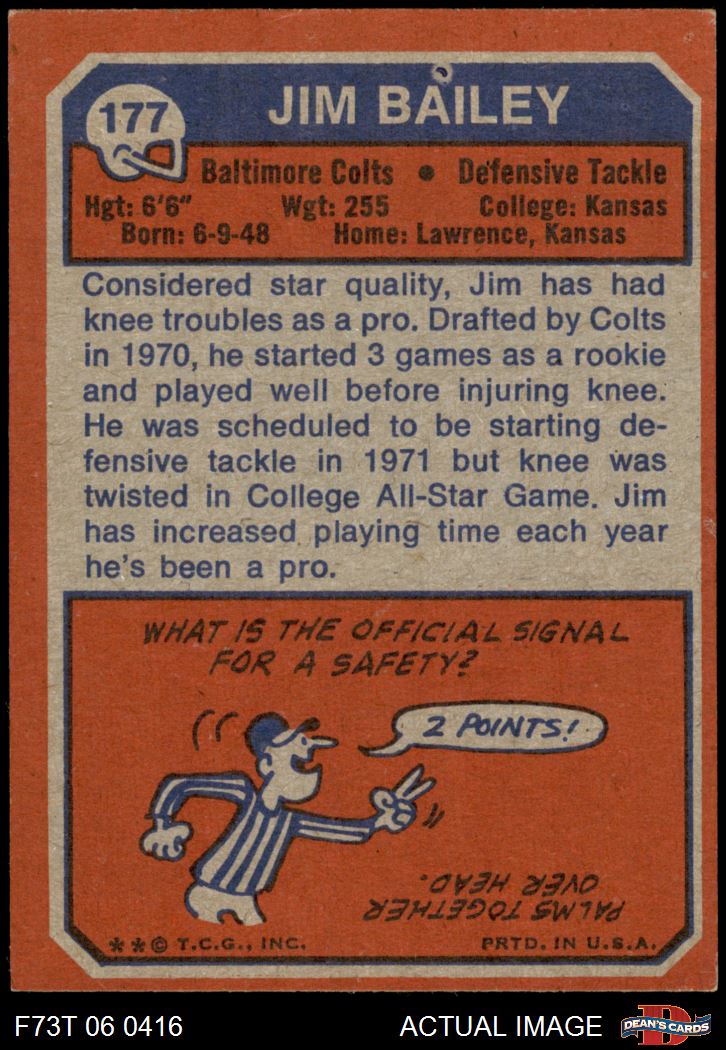 177
JIM BAILEY
Baltimore Colts • Defensive Tackle
Hgt: 6'6" Wgt: 255 College: Kansas
Born: 6-9-48 Home: Lawrence, Kansas
Considered star quality, Jim has had
knee troubles as a pro. Drafted by Colts
in 1970, he started 3 games as a rookie
and played well before injuring knee.
He was scheduled to be starting de-
fensive tackle in 1971 but knee was
twisted in College All-Star Game. Jim
has increased playing time each year
he's been a pro.
WHAT IS THE OFFICIAL SIGNAL
FOR A SAFETY?
2 POINTS!
PALMS TOGETHER
OVER HEAD.
**© T.C.G., INC. PRTD. IN U.S.A.
F73T 06 0416 ACTUAL IMAGE
D
DEAN'S CARDS